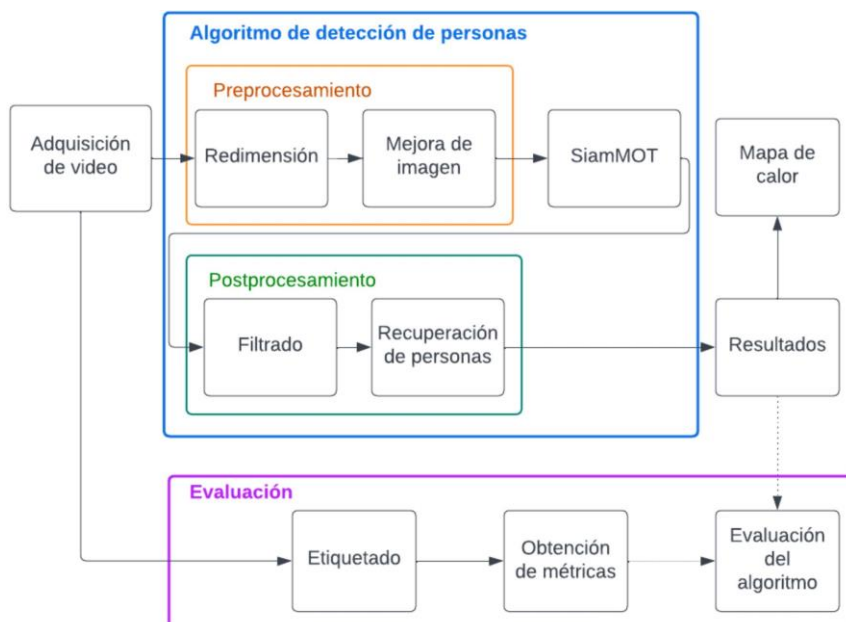 Algoritmo de detección de personas
Preprocesamiento
Adquisición
de video
Redimensión
Mejora de
imagen
SiamMOT
Mapa de
calor
Postprocesamiento
Filtrado
Recuperación
de personas
Resultados
Evaluación
Etiquetado
Obtención
de métricas
Evaluación
del
algoritmo